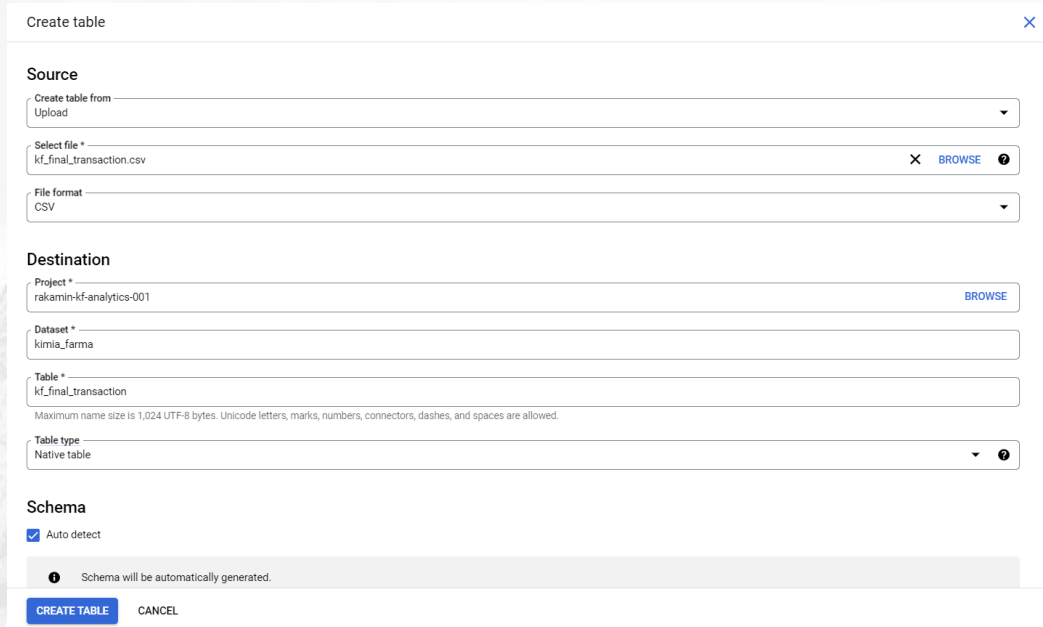 Create table
Source
Create table from
Upload
Select file *
kf_final_transaction.csv BROWSE
File format
CSV
Destination
Project *
rakamin-kf-analytics-001 BROWSE
Dataset *
kimia_farma
Table *
kf_final_transaction
Maximum name size is 1,024 UTF-8 bytes. Unicode letters, marks, numbers, connectors, dashes, and spaces are allowed.
Table type
Native table
Schema
Auto detect
Schema will be automatically generated.
CREATE TABLE CANCEL